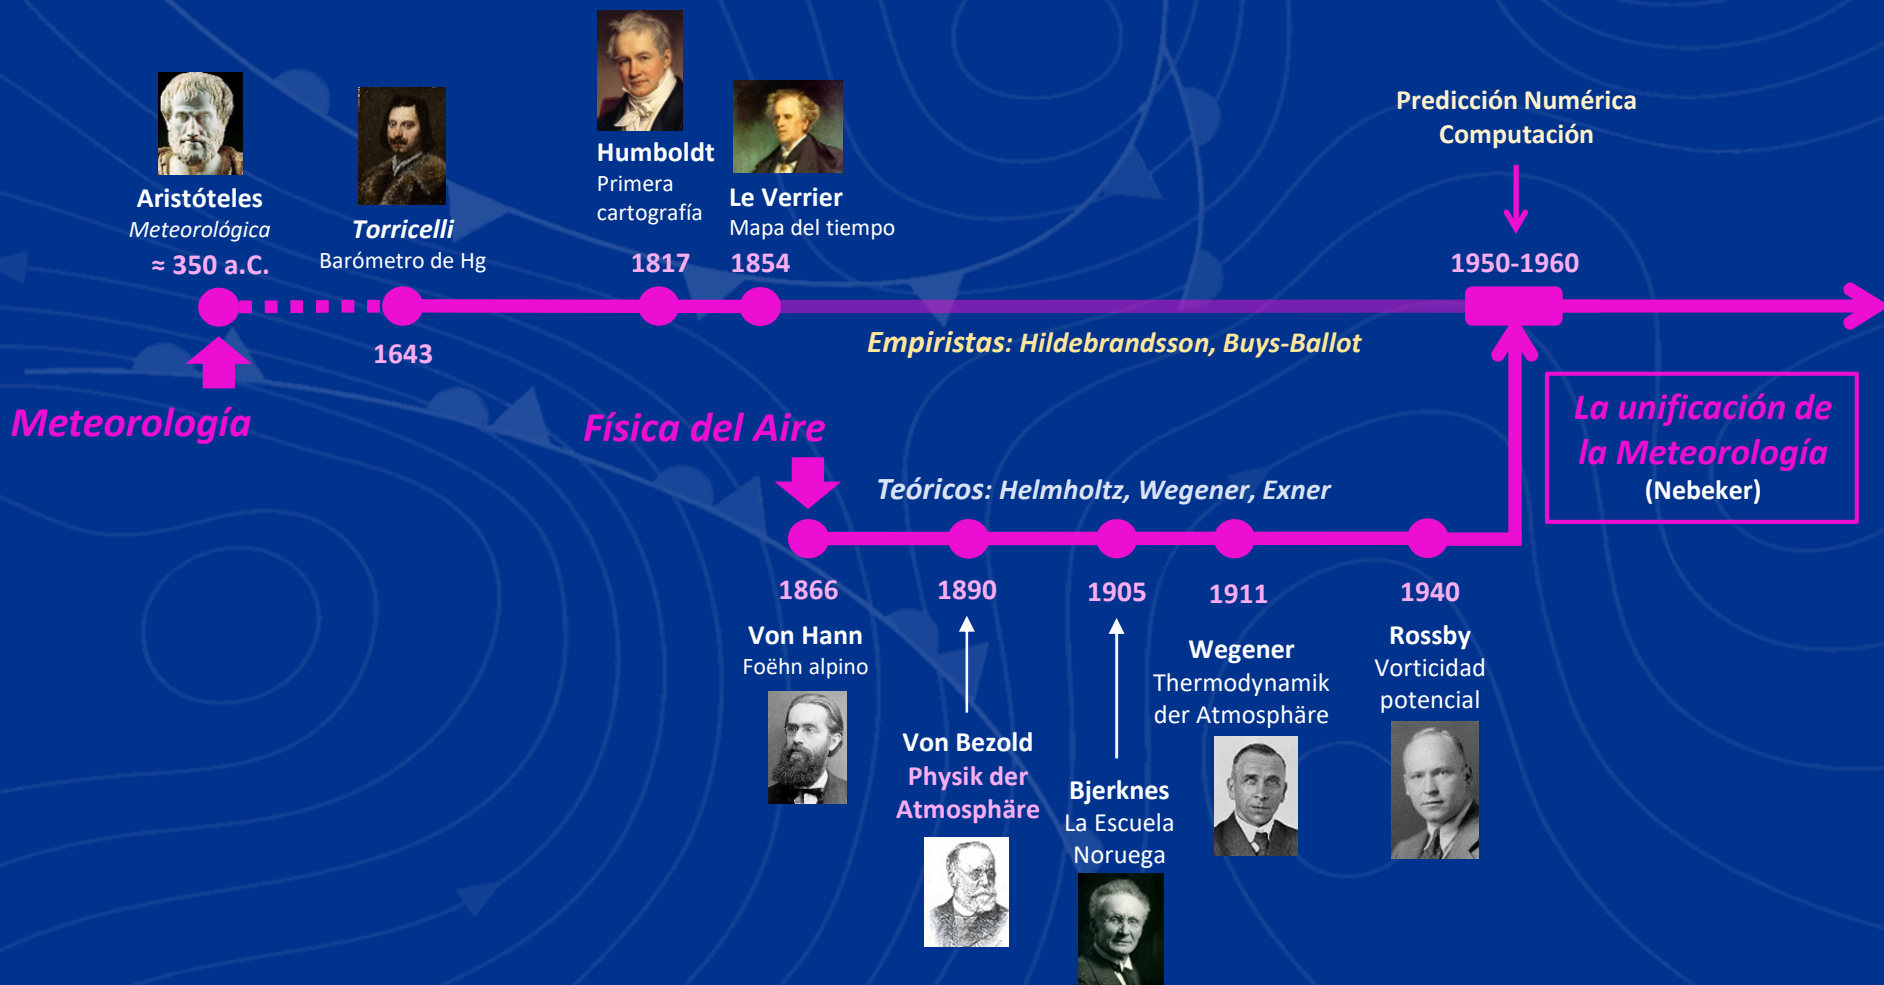 Aristóteles
Meteorológica
≈ 350 a.C.
Torricelli
Barómetro de Hg
1643
Humboldt
Primera
cartografía
1817
Le Verrier
Mapa del tiempo
1854
Predicción Numérica
Computación
1950-1960
Empiristas: Hildebrandsson, Buys-Ballot
Meteorología
Física del Aire
La unificación de
la Meteorología
(Nebeker)
Teóricos: Helmholtz, Wegener, Exner
1866
Von Hann
Foëhn alpino
1890
Von Bezold
Physik der
Atmosphäre
1905
Bjerknes
La Escuela
Noruega
1911
Wegener
Thermodynamik
der Atmosphäre
1940
Rossby
Vorticidad
potencial